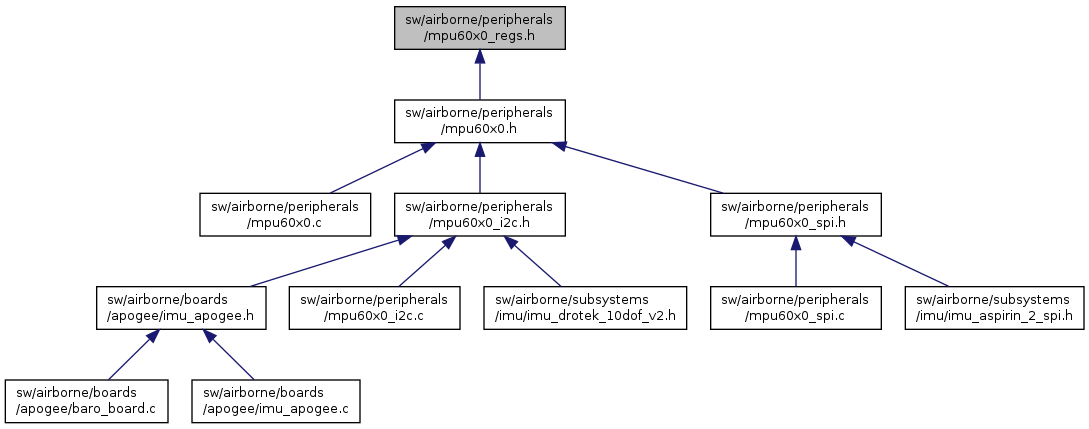 sw/airborne/peripherals
/mpu60x0_regs.h
sw/airborne/peripherals
/mpu60x0.h
sw/airborne/peripherals
/mpu60x0.c
sw/airborne/peripherals
/mpu60x0_i2c.h
sw/airborne/peripherals
/mpu60x0_spi.h
sw/airborne/boards
/apogee/imu_apogee.h
sw/airborne/peripherals
/mpu60x0_i2c.c
sw/airborne/subsystems
/imu/imu_drotek_10dof_v2.h
sw/airborne/peripherals
/mpu60x0_spi.c
sw/airborne/subsystems
/imu/imu_aspirin_2_spi.h
sw/airborne/boards
/apogee/baro_board.c
sw/airborne/boards
/apogee/imu_apogee.c